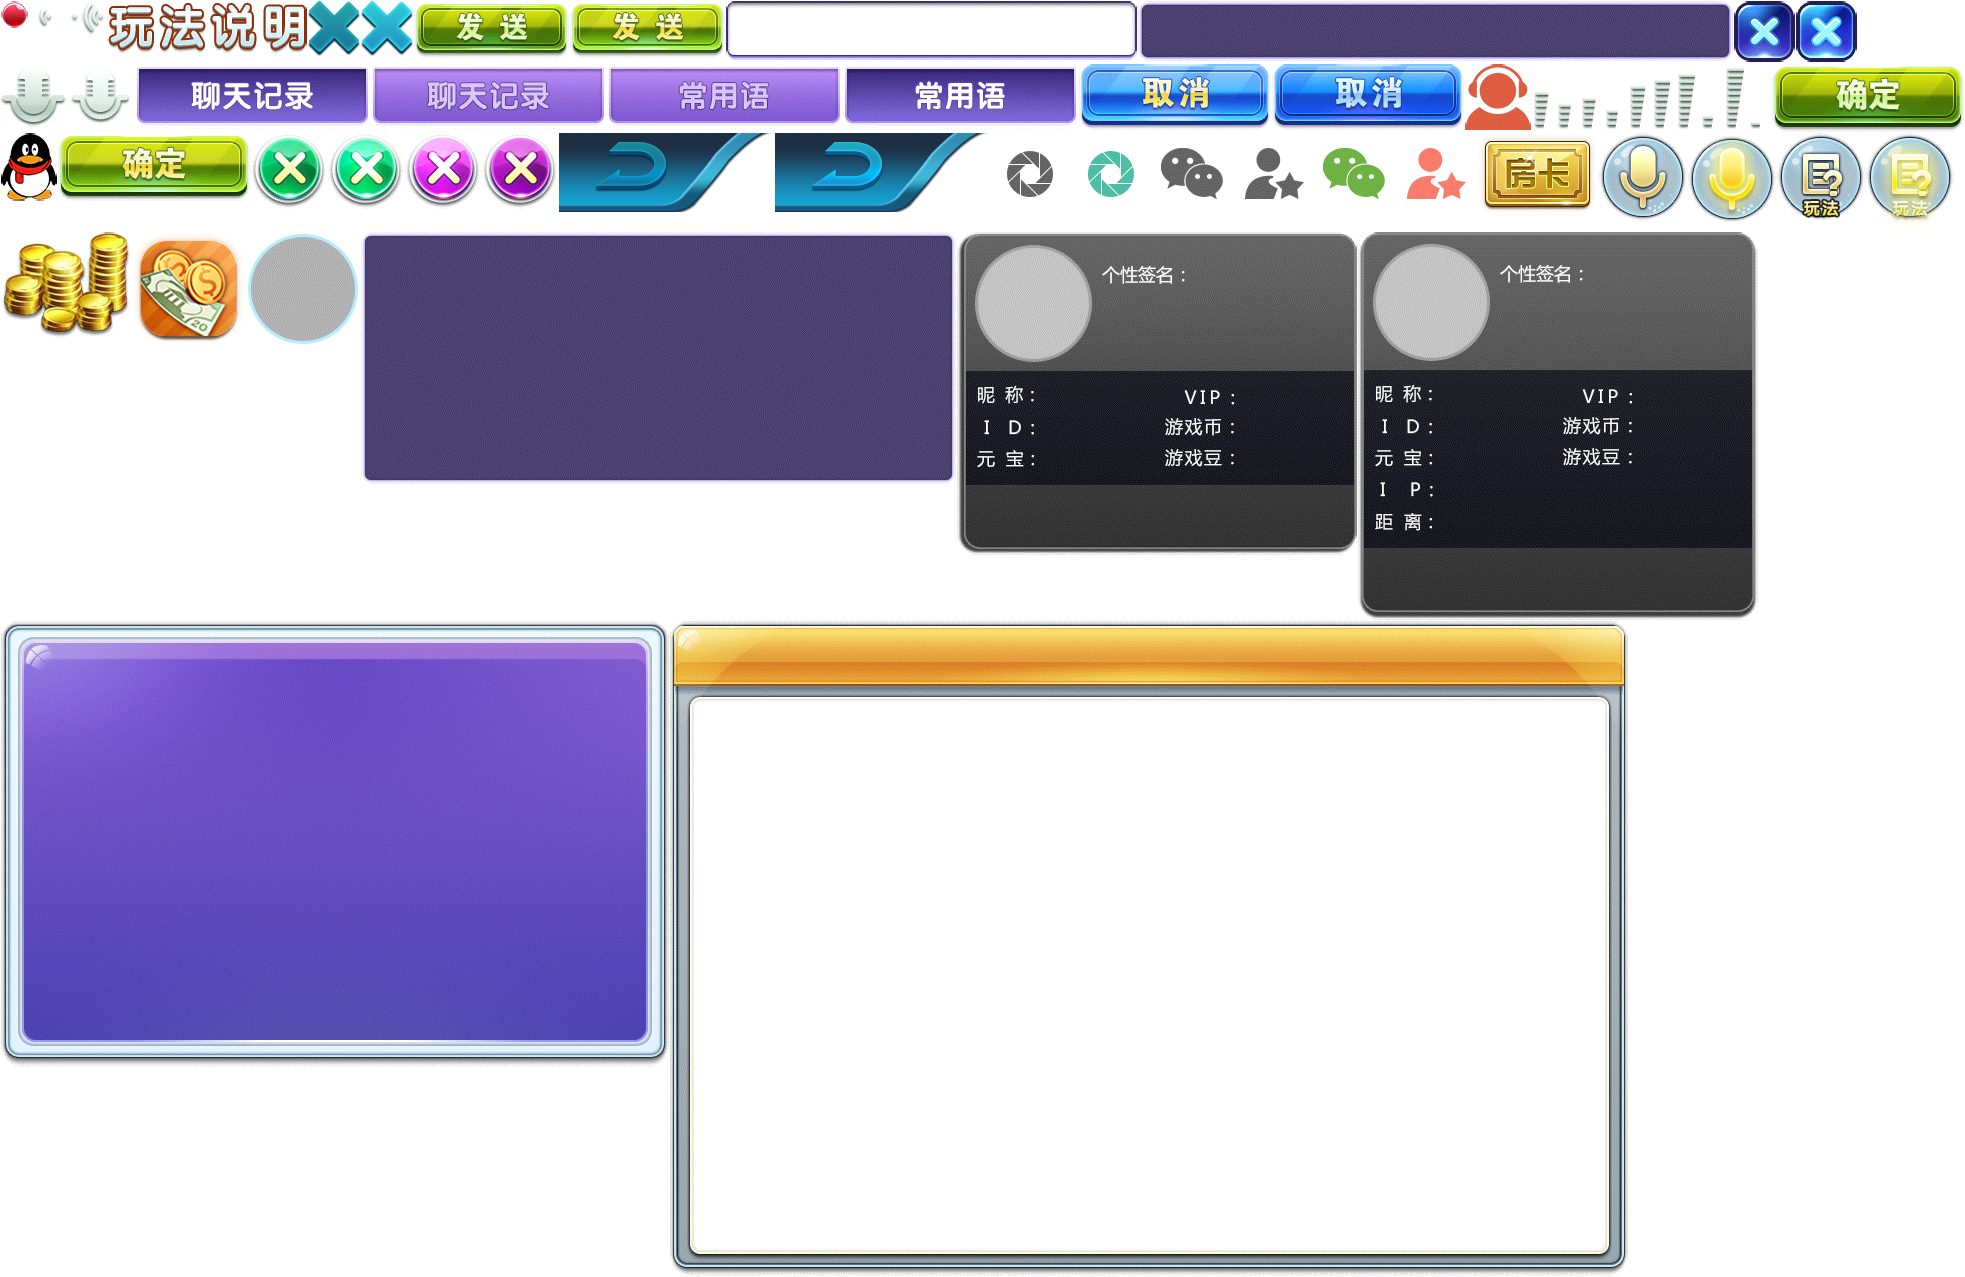 玩法说明
发 送
发 送
聊天记录
聊天记录
常用语
常用语
取消
取消
确定
确定
房卡
玩法
玩法
个性签名：
昵 称：
VIP：
I D：
游戏币：
元 宝：
游戏豆：
个性签名：
昵 称：
VIP：
I D：
游戏币：
元 宝：
游戏豆：
I P：
距 离：